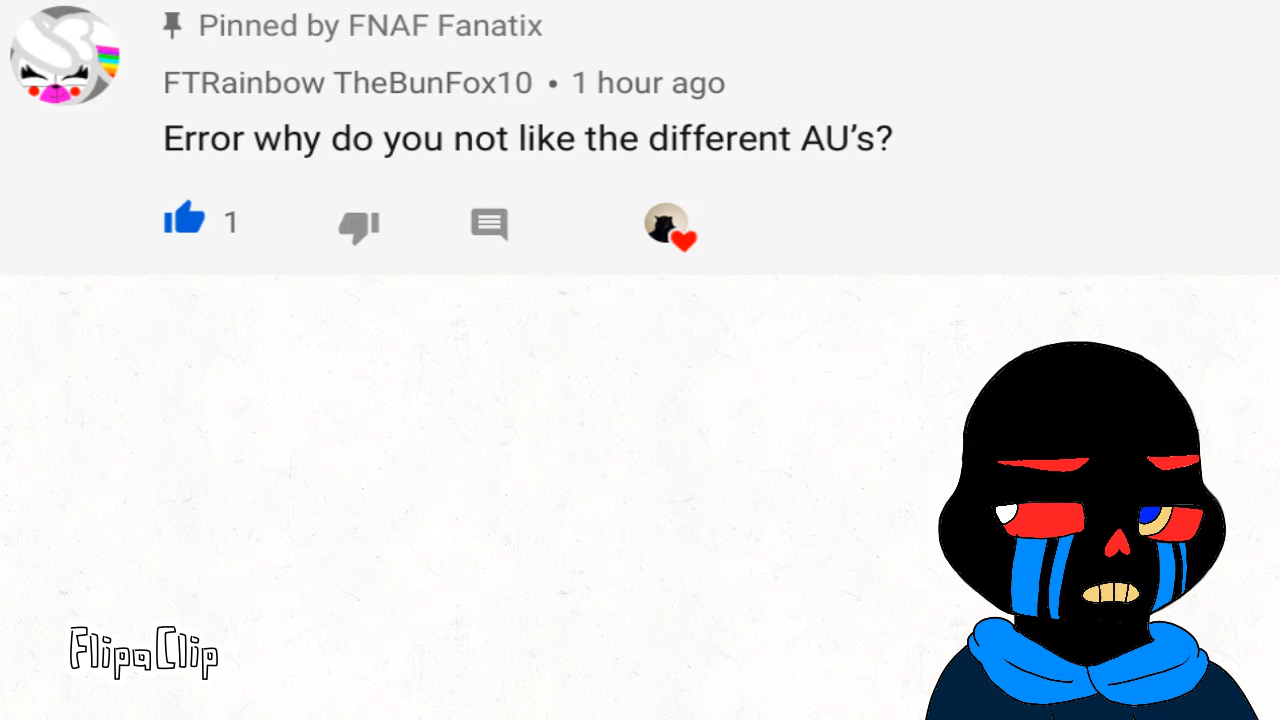 Pinned by FNAF Fanatix
FTRainbow TheBunFox10 • 1 hour ago
Error why do you not like the different AU’s?
1
FlipaClip